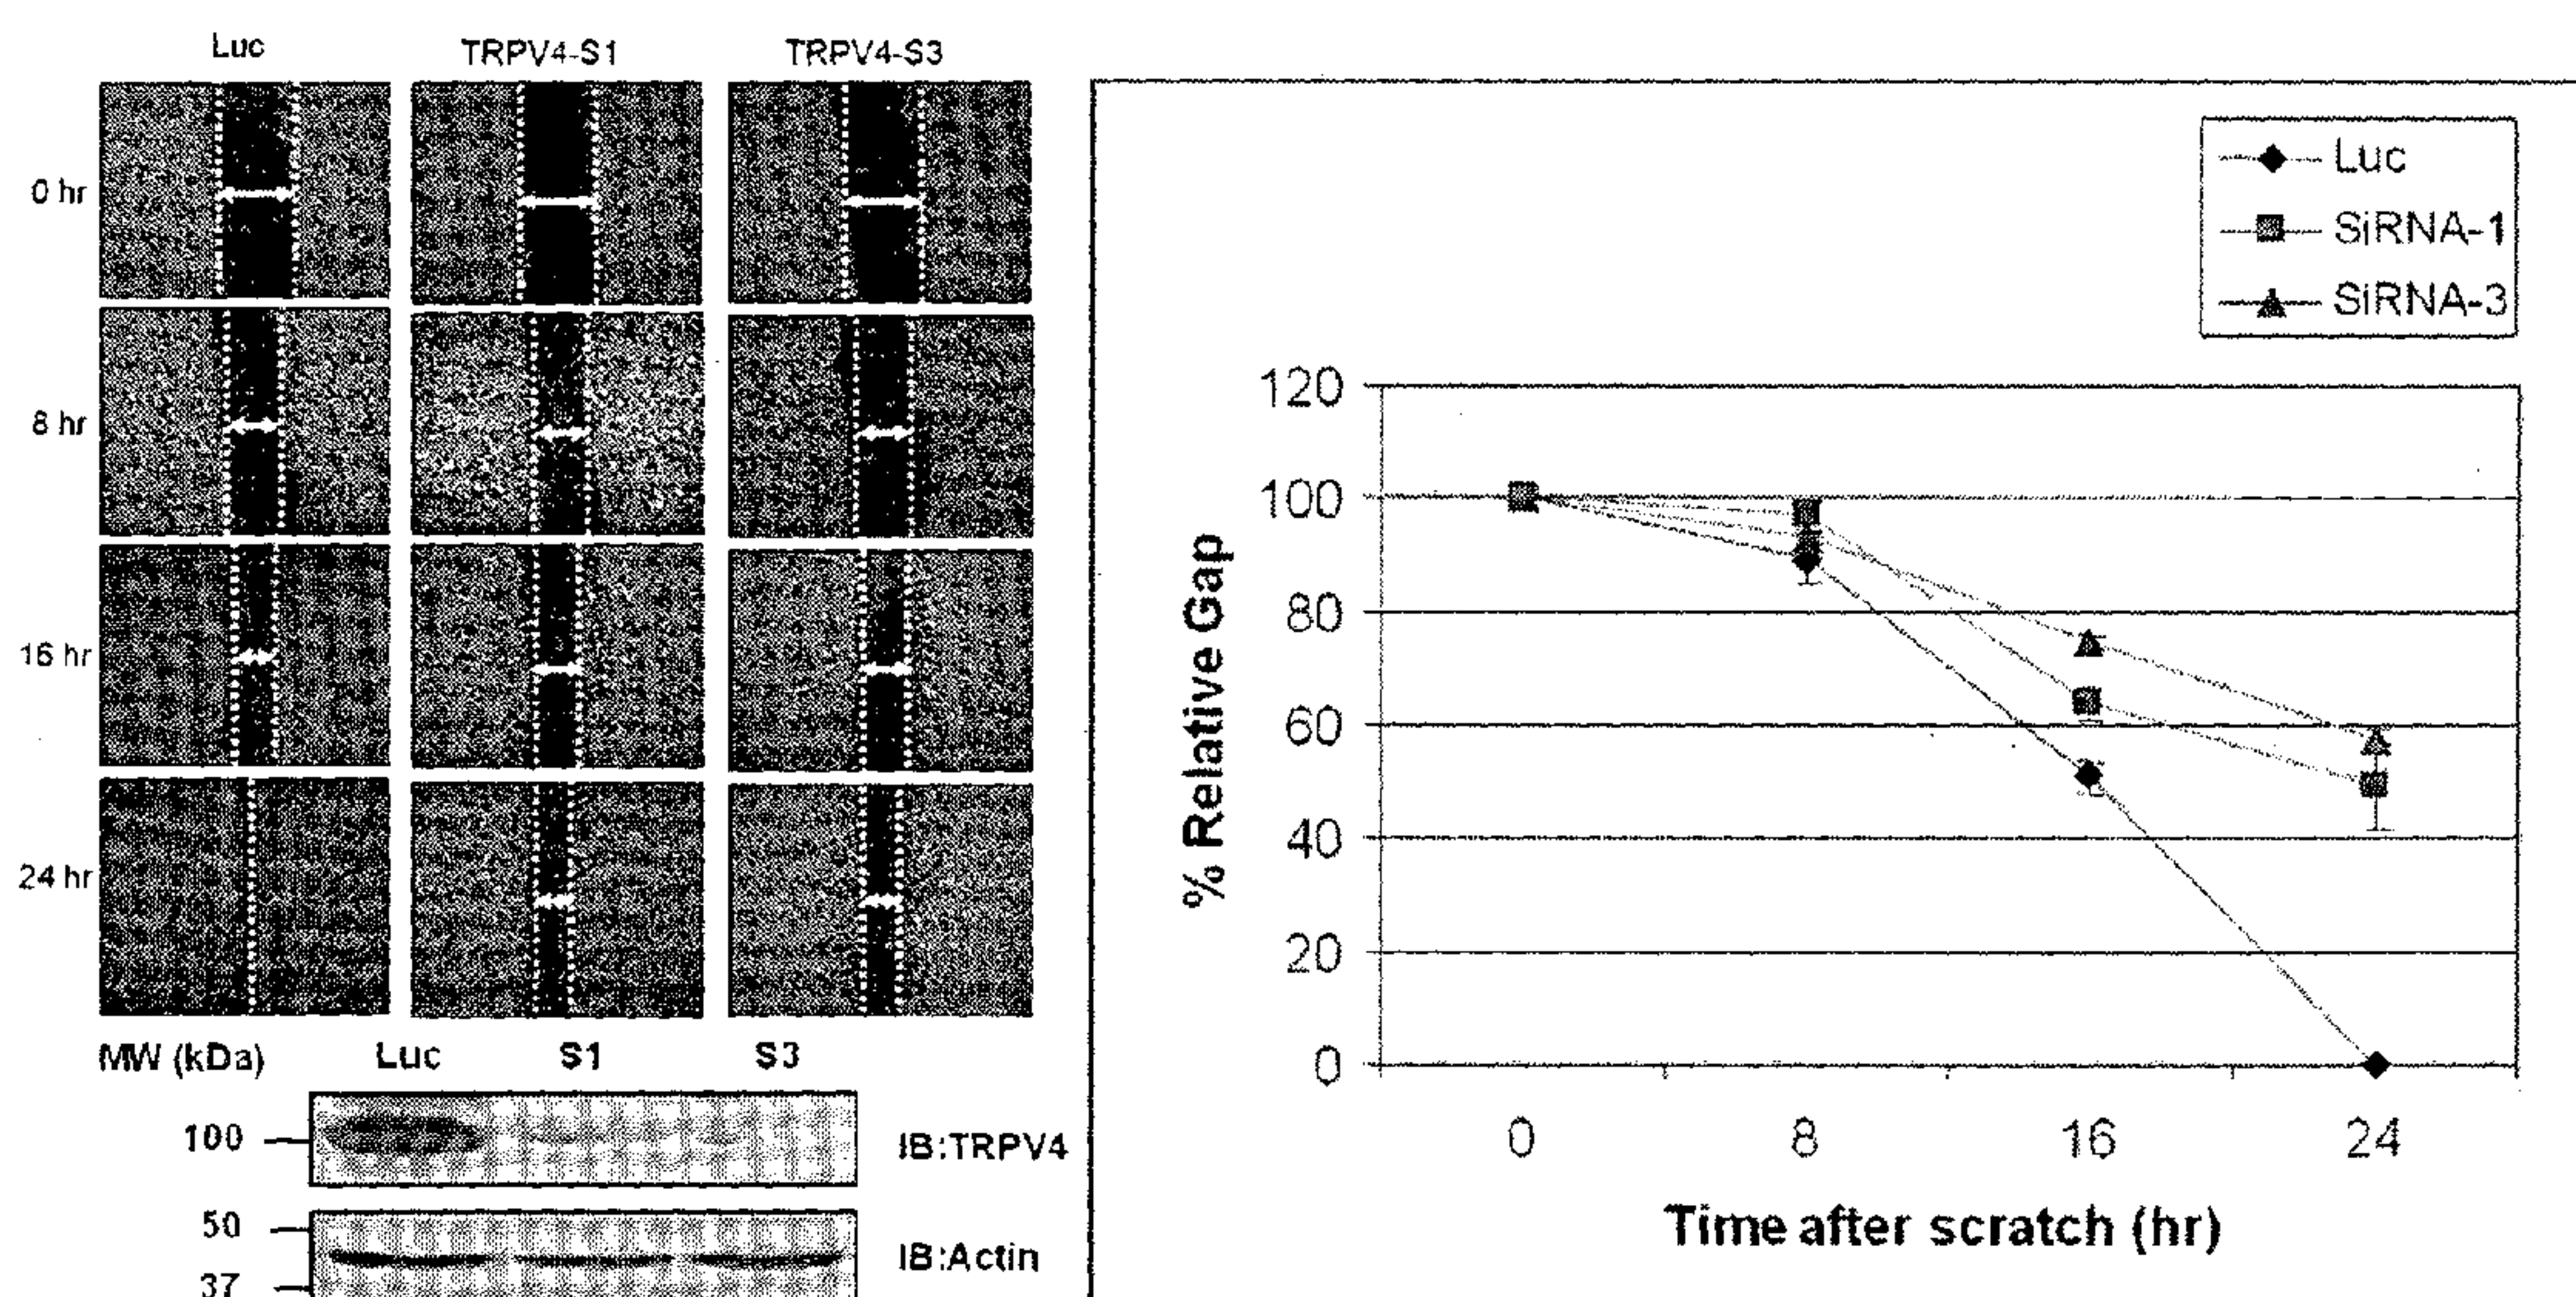 Luc TRPV4-S1 TRPV4-S3
0 hr
8 hr
16 hr
24 hr
MW (kDa) Luc S1 S3
100 IB:TRPV4
50
IB:Actin
37
Luc
SiRNA-1
SiRNA-3
120
100
80
60
40
20
0
% Relative Gap
0 8 16 24
Time after scratch (hr)